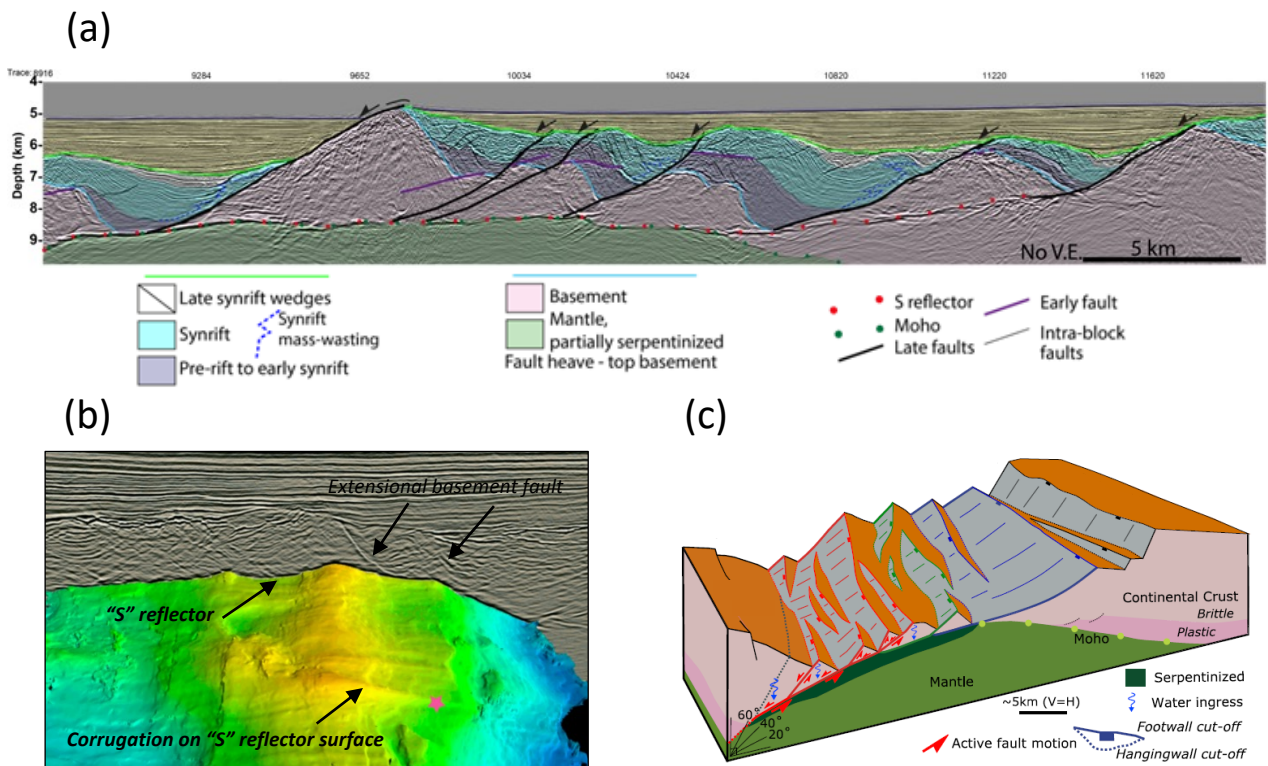 (a)
Trace: 8916 9284 9652 10034 10424 10820 11220 11620
4
5
6
7
8
9
Depth (km)
No V.E. 5 km
Late synrift wedges
Synrift
Synrift
mass-wasting
Pre-rift to early synrift
Basement
Mantle,
partially serpentinized
Fault heave - top basement
S reflector
Moho
Late faults
Early fault
Intra-block
faults
(b)
Extensional basement fault
“S” reflector
Corrugation on “S” reflector surface
(c)
Continental Crust
Brittle
Plastic
Moho
Mantle
60°
40°
20°
~5km (V=H)
Serpentinized
Water ingress
Active fault motion
Footwall cut-off
Hangingwall cut-off